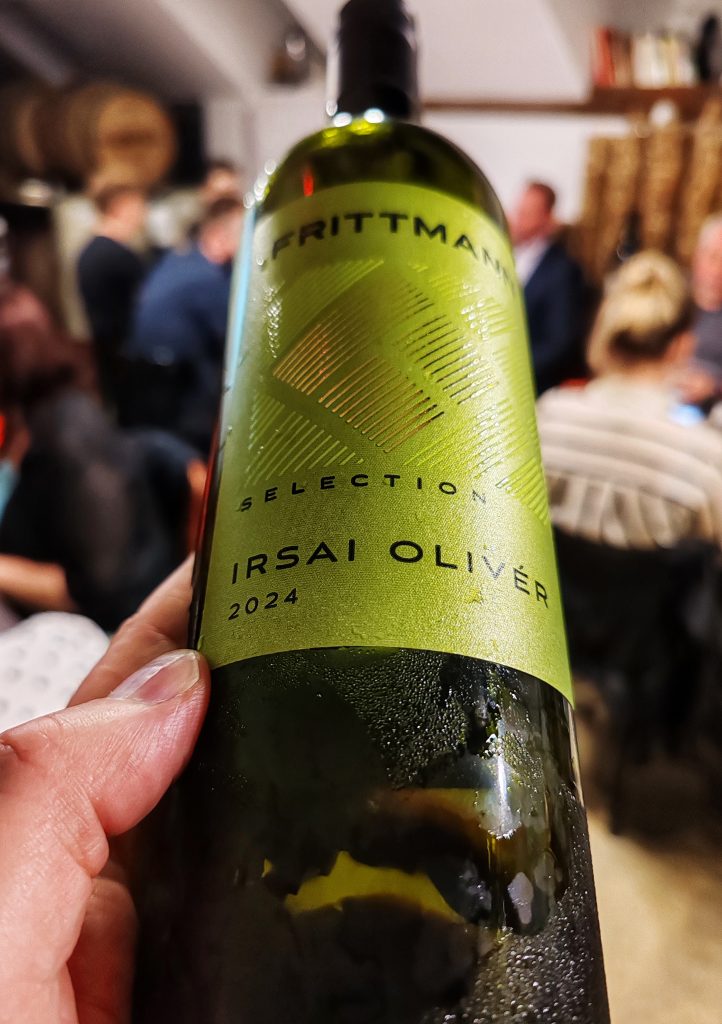 FRITTMANN
SELECTION
IRSAI OLIVÉR
2024